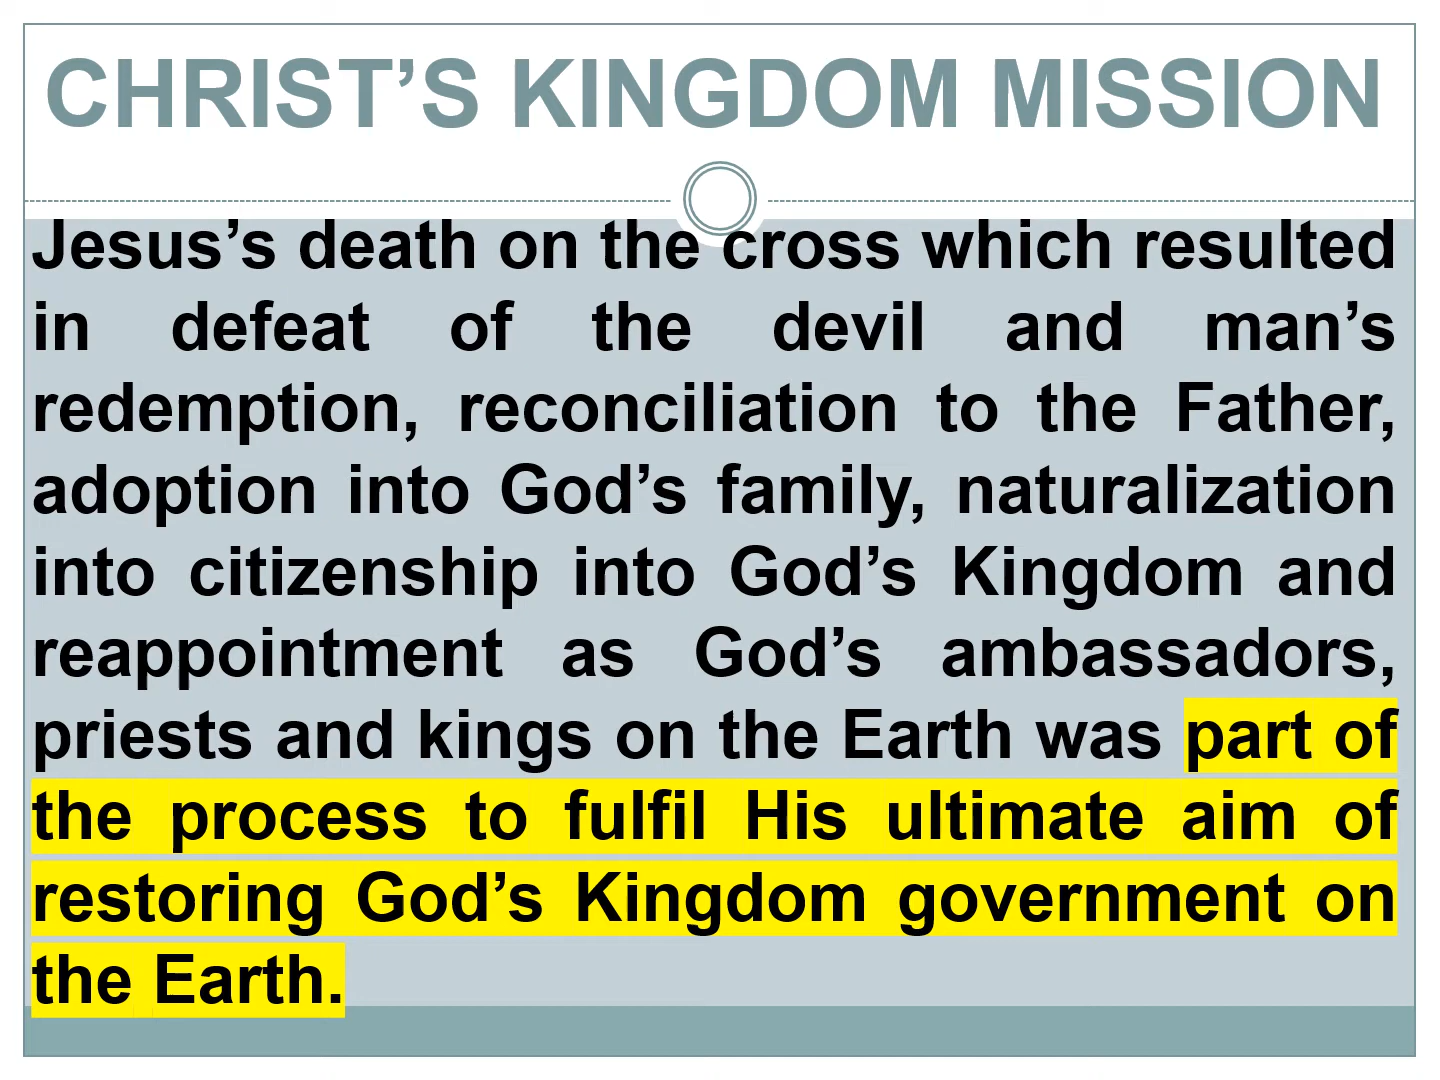 CHRIST’S KINGDOM MISSION
Jesus’s death on the cross which resulted
in defeat of the devil and man’s
redemption, reconciliation to the Father,
adoption into God’s family, naturalization
into citizenship into God’s Kingdom and
reappointment as God’s ambassadors,
priests and kings on the Earth was part of
the process to fulfil His ultimate aim of
restoring God’s Kingdom government on
the Earth.